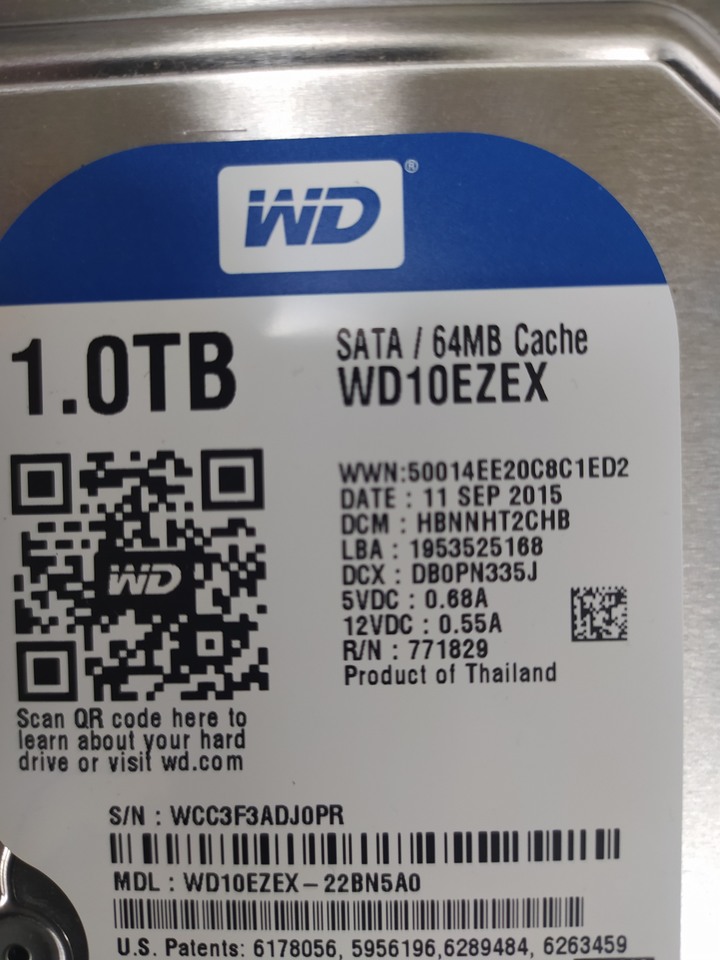 WD®
1.0TB
SATA / 64MB Cache
WD10EZEX
WWN:50014EE20C8C1ED2
DATE : 11 SEP 2015
DCM : HBNNHT2CHB
LBA : 1953525168
DCX : DB0PN335J
5VDC : 0.68A
12VDC : 0.55A
R/N : 771829
Product of Thailand
WD
Scan QR code here to
learn about your hard
drive or visit wd.com
S/N : WCC3F3ADJ0PR
MDL : WD10EZEX – 22BN5A0
U.S. Patents: 6178056, 5956196,6289484, 6263459